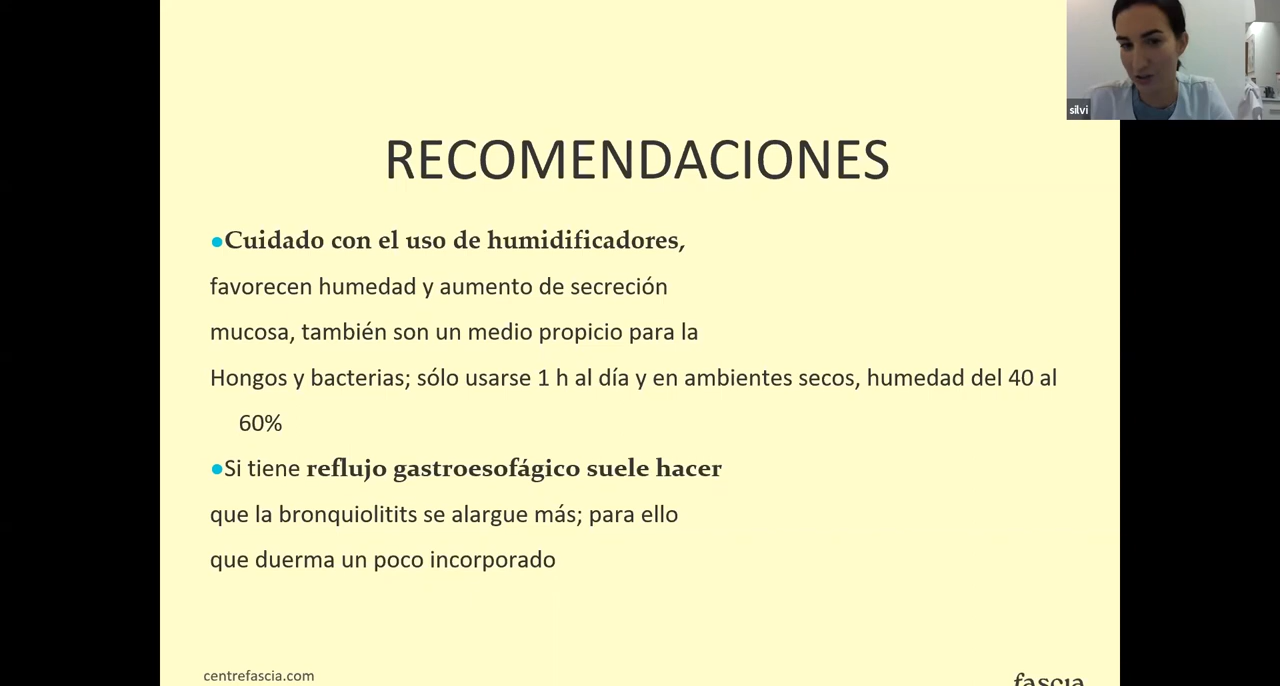 silvi
RECOMENDACIONES
●Cuidado con el uso de humidificadores,
favorecen humedad y aumento de secreción
mucosa, también son un medio propicio para la
Hongos y bacterias; sólo usarse 1 h al día y en ambientes secos, humedad del 40 al
60%
●Si tiene reflujo gastroesofágico suele hacer
que la bronquiolitits se alargue más; para ello
que duerma un poco incorporado
centrefascia.com
fascia